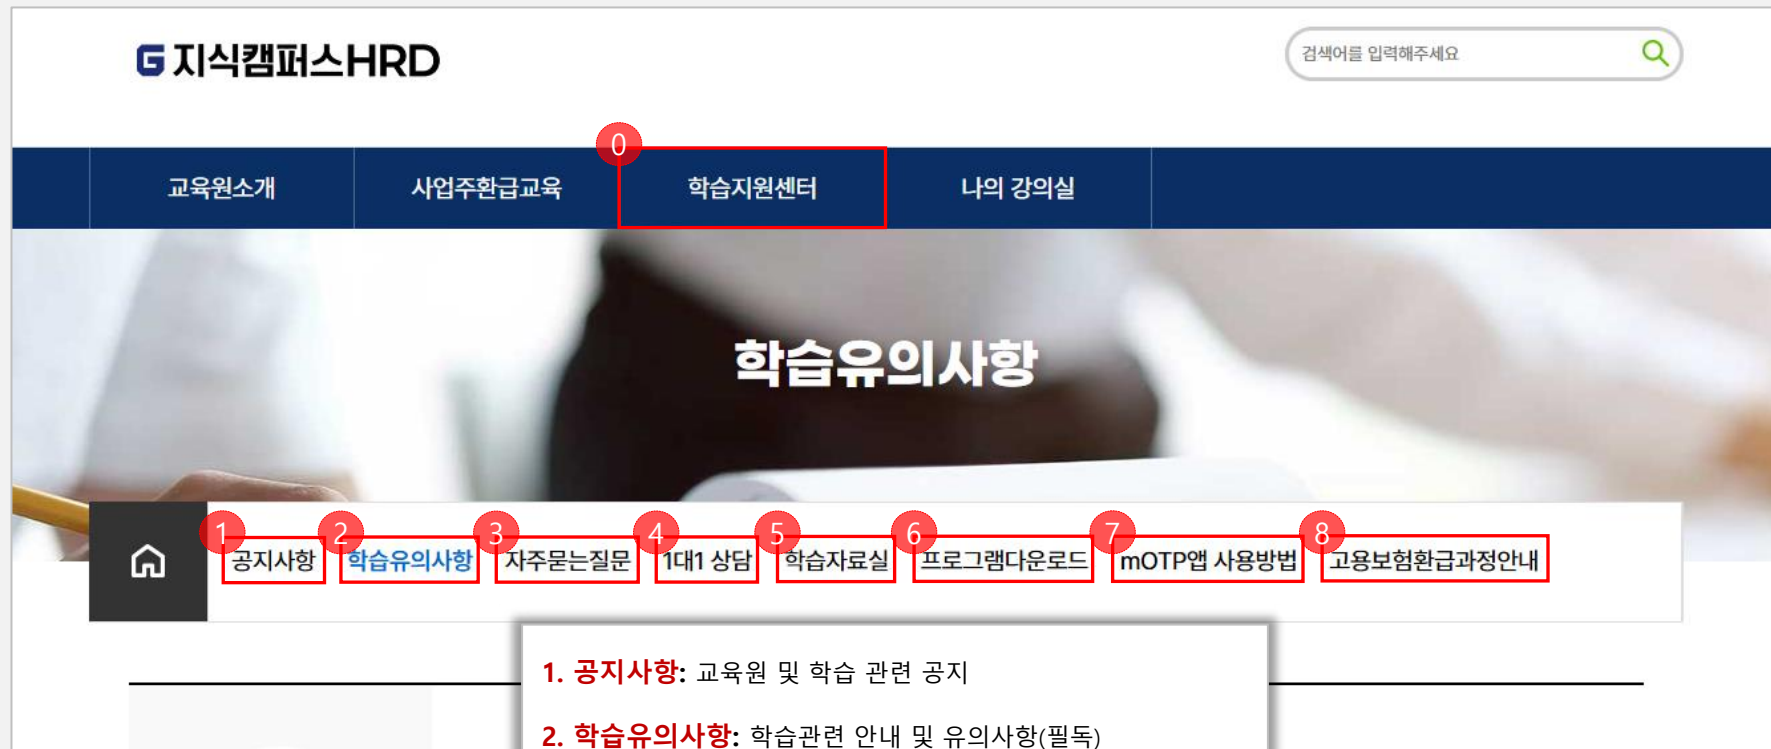 G 지식캠퍼스HRD
검색어를 입력해주세요
0
교육원소개 사업주환급교육 학습지원센터 나의 강의실
학습유의사항
1 2 3 4 5 6 7 8
공지사항 학습유의사항 자주묻는질문 1대1 상담 학습자료실 프로그램다운로드 mOTP앱 사용방법 고용보험환급과정안내
1. 공지사항: 교육원 및 학습 관련 공지
2. 학습유의사항: 학습관련 안내 및 유의사항(필독)